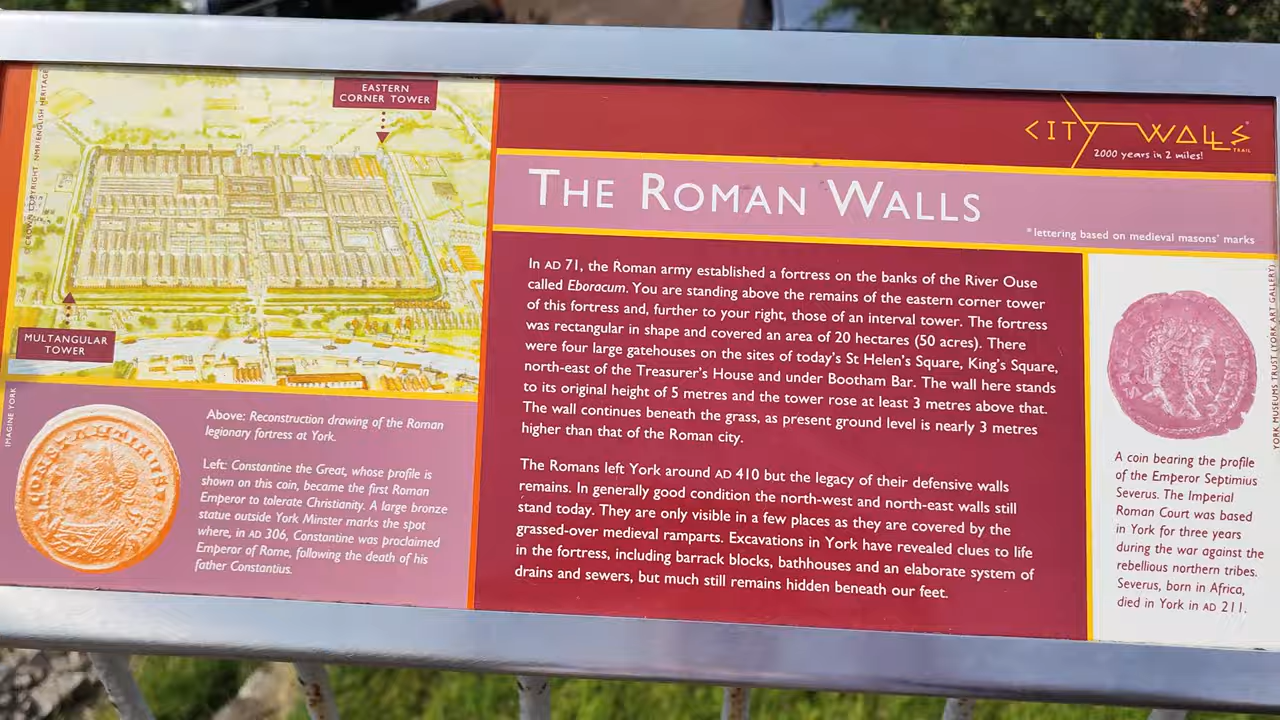 EASTERN
CORNER TOWER
MULTANGULAR
TOWER
© CROWN COPYRIGHT. NMR/ENGLISH HERITAGE
IMAGINE YORK
CONSTANTINUS
Above: Reconstruction drawing of the Roman
legionary fortress at York.
Left: Constantine the Great, whose profile is
shown on this coin, became the first Roman
Emperor to tolerate Christianity. A large bronze
statue outside York Minster marks the spot
where, in AD 306, Constantine was proclaimed
Emperor of Rome, following the death of his
father Constantius.
CITY WALLS*
TRAIL
2000 years in 2 miles!
THE ROMAN WALLS
*lettering based on medieval masons' marks
In AD 71, the Roman army established a fortress on the banks of the River Ouse
called Eboracum. You are standing above the remains of the eastern corner tower
of this fortress and, further to your right, those of an interval tower. The fortress
was rectangular in shape and covered an area of 20 hectares (50 acres). There
were four large gatehouses on the sites of today's St Helen's Square, King's Square,
north-east of the Treasurer's House and under Bootham Bar. The wall here stands
to its original height of 5 metres and the tower rose at least 3 metres above that.
The wall continues beneath the grass, as present ground level is nearly 3 metres
higher than that of the Roman city.
The Romans left York around AD 410 but the legacy of their defensive walls
remains. In generally good condition the north-west and north-east walls still
stand today. They are only visible in a few places as they are covered by the
grassed-over medieval ramparts. Excavations in York have revealed clues to life
in the fortress, including barrack blocks, bathhouses and an elaborate system of
drains and sewers, but much still remains hidden beneath our feet.
YORK MUSEUMS TRUST (YORK ART GALLERY)
A coin bearing the profile
of the Emperor Septimius
Severus. The Imperial
Roman Court was based
in York for three years
during the war against the
rebellious northern tribes.
Severus, born in Africa,
died in York in AD 211.